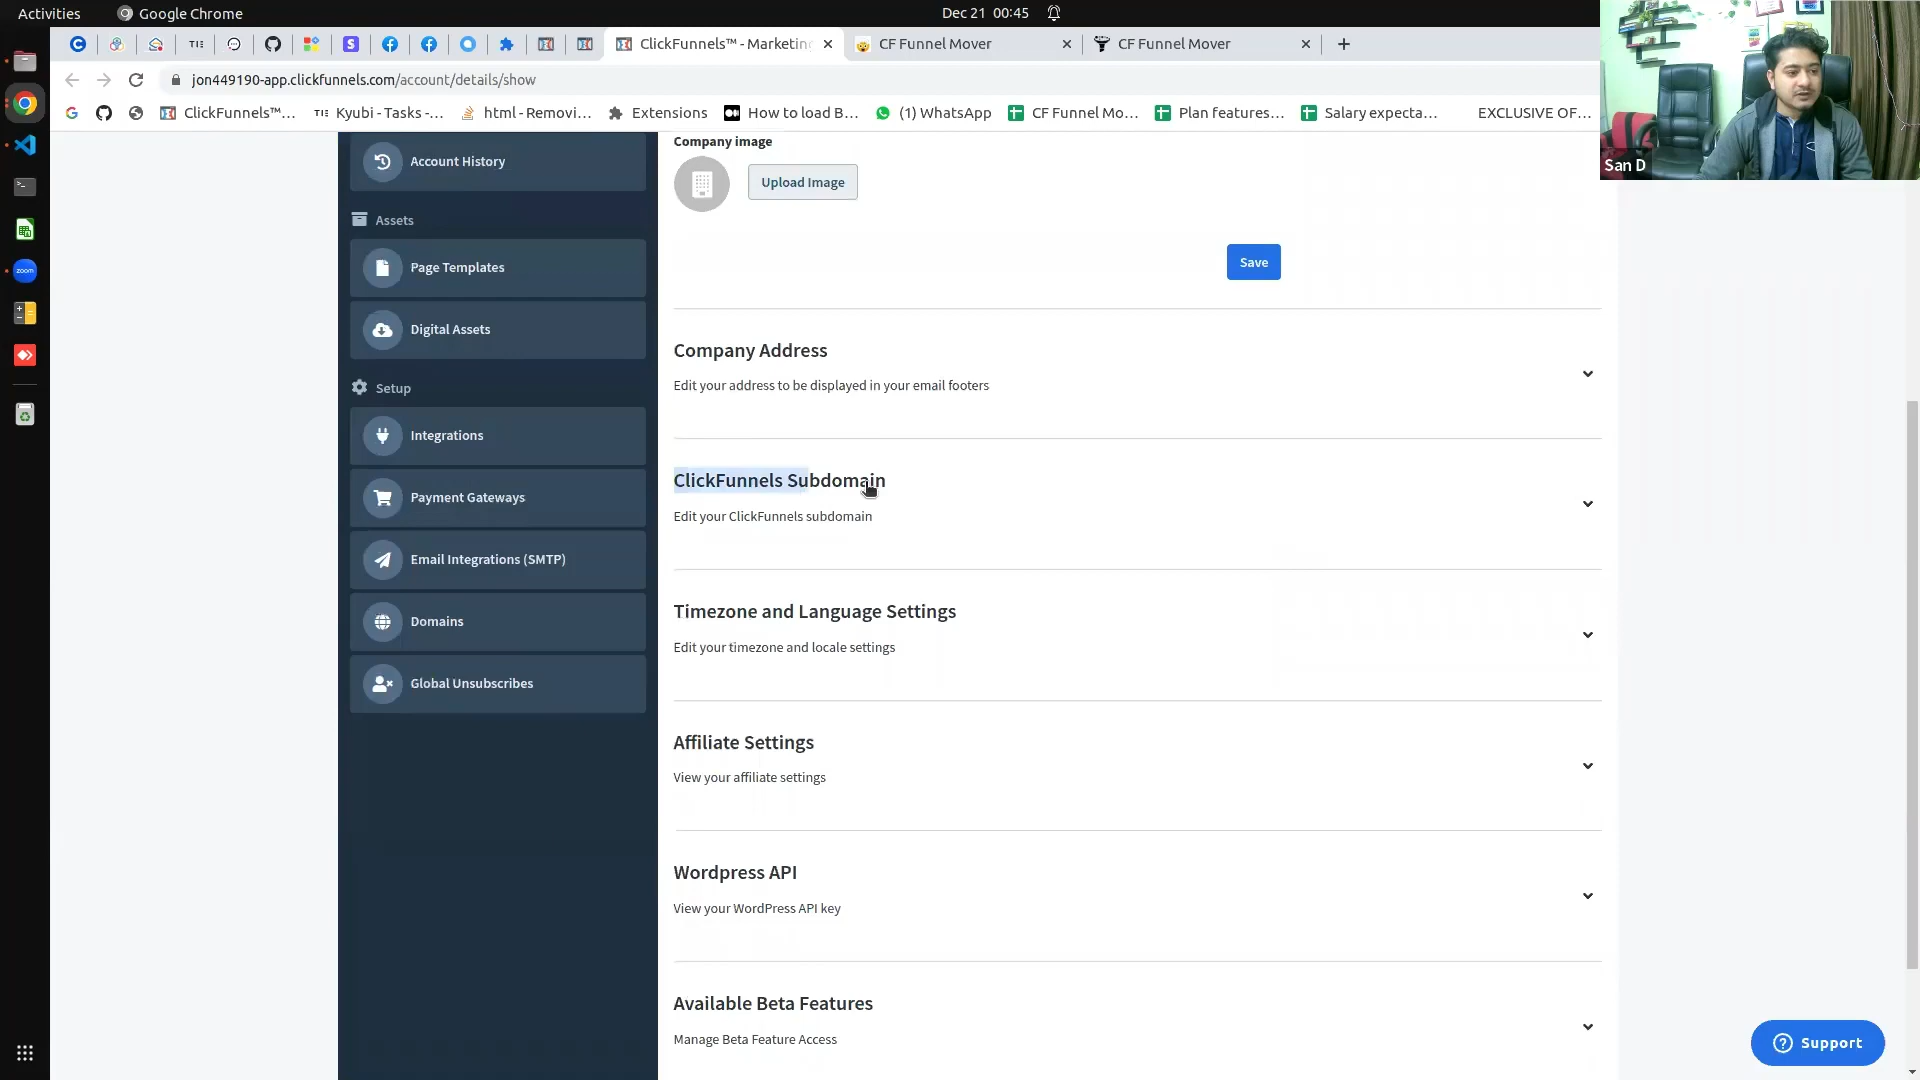 Activities
Google Chrome
Dec 21 00:45
ClickFunnels™ - Marketin
CF Funnel Mover
CF Funnel Mover
jon449190-app.clickfunnels.com/account/details/show
ClickFunnels™...
Kyubi - Tasks -...
html - Removi...
Extensions
How to load B...
(1) WhatsApp
CF Funnel Mo...
Plan features...
Salary expecta...
EXCLUSIVE OF...
San D
Account History
Assets
Page Templates
Digital Assets
Setup
Integrations
Payment Gateways
Email Integrations (SMTP)
Domains
Global Unsubscribes
Company image
Upload Image
Save
Company Address
Edit your address to be displayed in your email footers
ClickFunnels Subdomain
Edit your ClickFunnels subdomain
Timezone and Language Settings
Edit your timezone and locale settings
Affiliate Settings
View your affiliate settings
Wordpress API
View your WordPress API key
Available Beta Features
Manage Beta Feature Access
Support
zoom